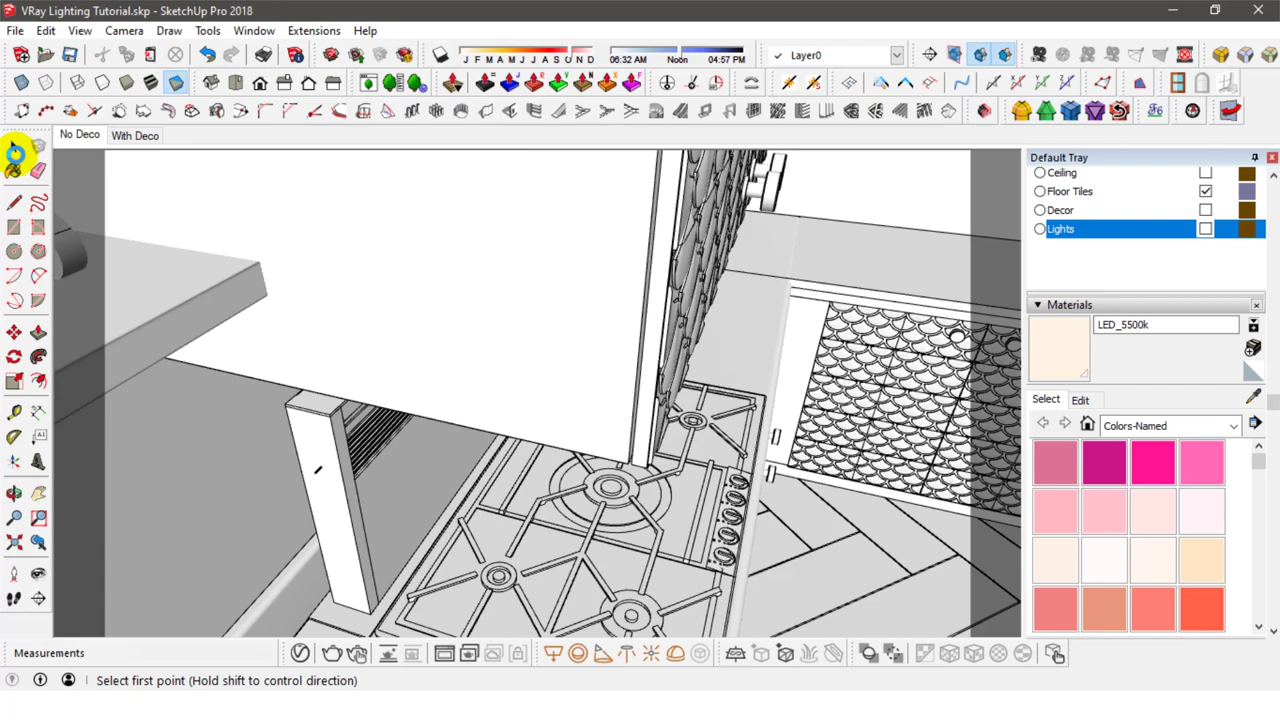 VRay Lighting Tutorial.skp - SketchUp Pro 2018
File Edit View Camera Draw Tools Window Extensions Help
J F M A M J J A S O N D
06:32 AM Noon 04:57 PM
Layer0
No Deco With Deco
Default Tray
Ceiling
Floor Tiles
Decor
Lights
Materials
LED_5500k
Select Edit
Colors-Named
Measurements
Select first point (Hold shift to control direction)